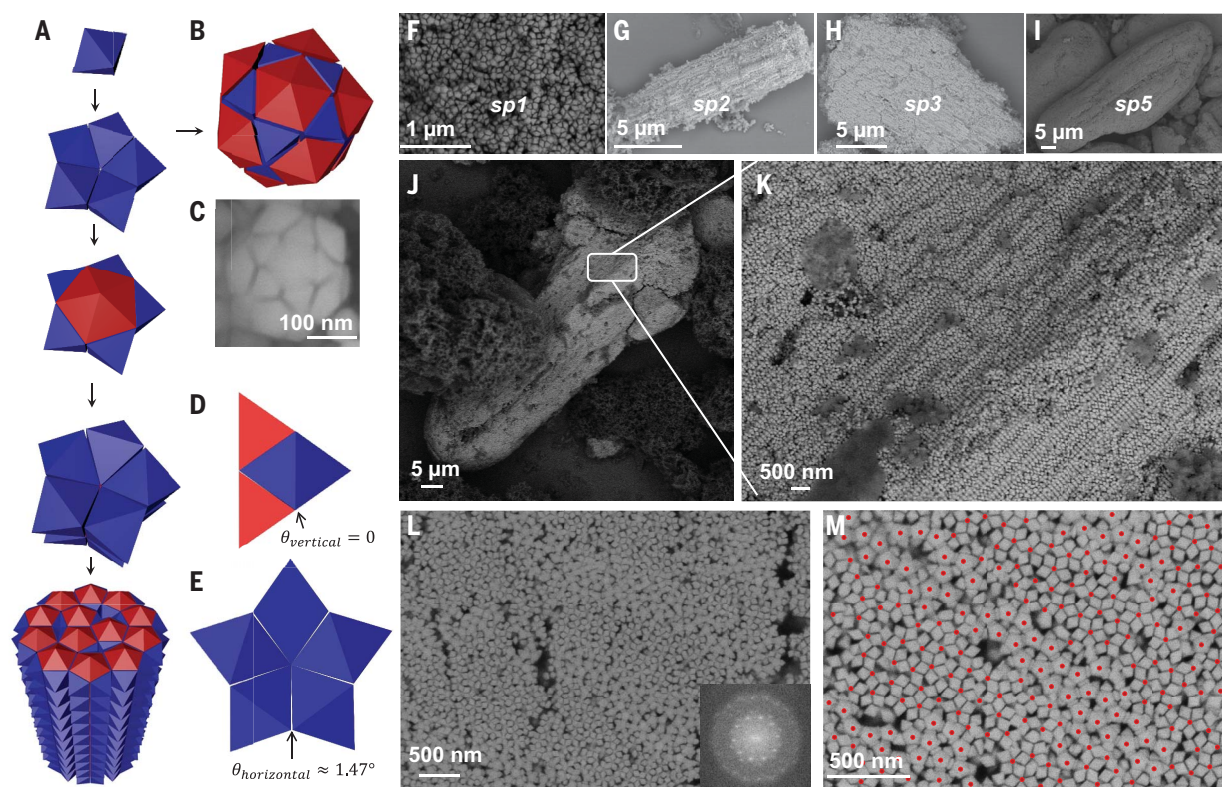 A
B
C
100 nm
D
θvertical = 0
E
θhorizontal ≈ 1.47°
F
sp1
1 µm
G
sp2
5 µm
H
sp3
5 µm
I
sp5
5 µm
J
5 µm
K
500 nm
L
500 nm
M
500 nm